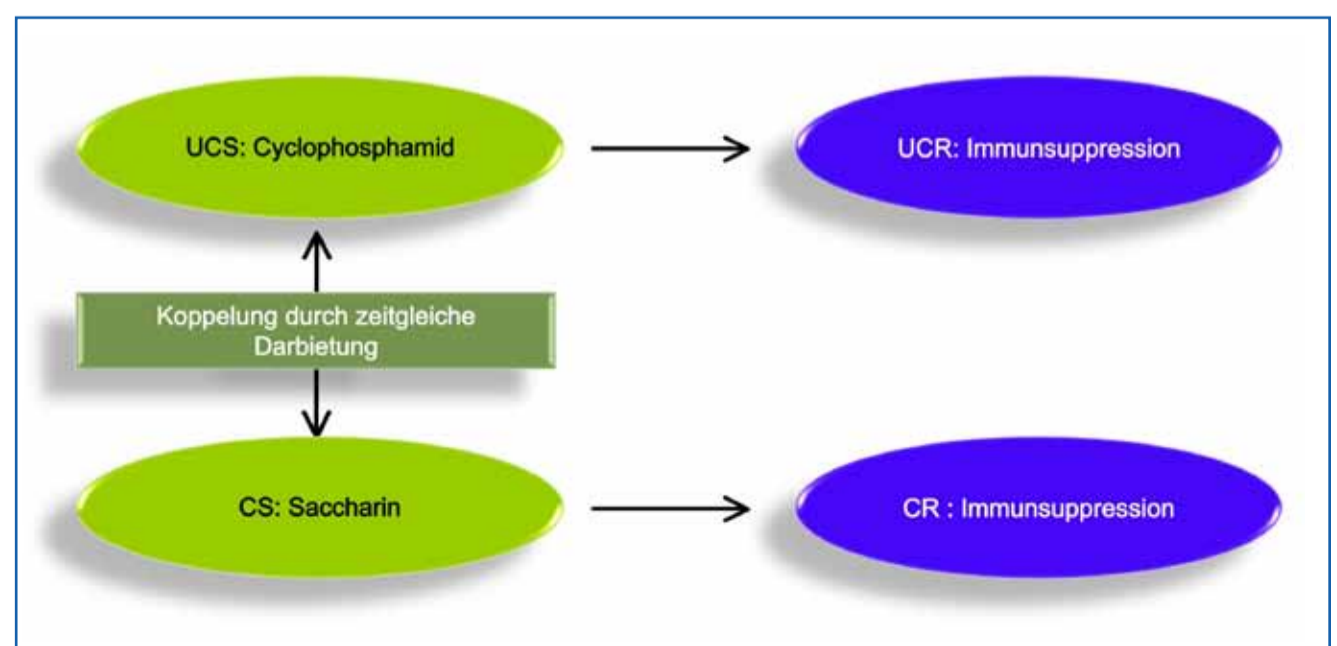 UCS: Cyclophosphamid
UCR: Immunsuppression
Koppelung durch zeitgleiche
Darbietung
CS: Saccharin
CR : Immunsuppression